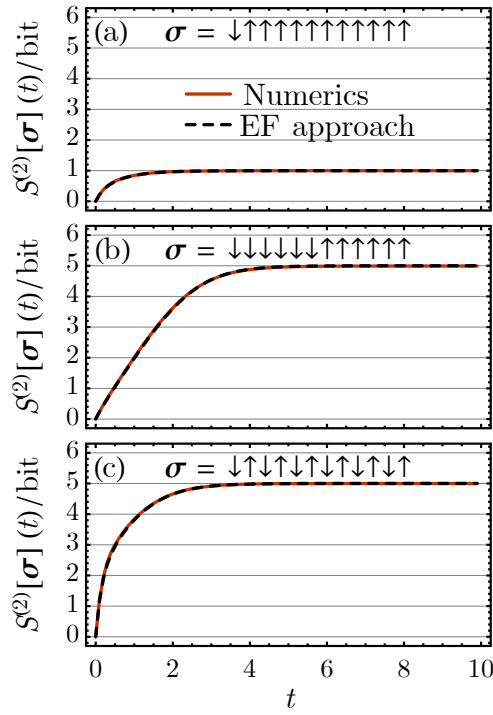 6
5
4
3
2
1
0
S⁽²⁾[σ](t)/bit
(a) σ = ↓↑↑↑↑↑↑↑↑↑↑↑
Numerics
EF approach
6
5
4
3
2
1
0
S⁽²⁾[σ](t)/bit
(b) σ = ↓↓↓↓↓↓↑↑↑↑↑↑
6
5
4
3
2
1
0
S⁽²⁾[σ](t)/bit
(c) σ = ↓↑↓↑↓↑↓↑↓↑↓↑
0 2 4 6 8 10
t